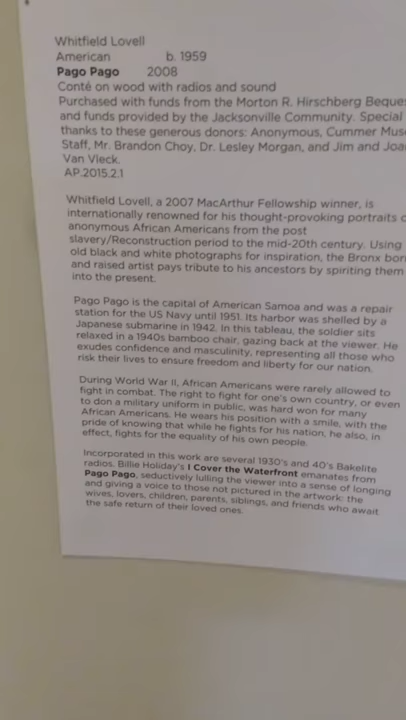 Whitfield Lovell
American b. 1959
Pago Pago 2008
Conté on wood with radios and sound
Purchased with funds from the Morton R. Hirschberg Beque
and funds provided by the Jacksonville Community. Special
thanks to these generous donors: Anonymous, Cummer Mus
Staff, Mr. Brandon Choy, Dr. Lesley Morgan, and Jim and Joa
Van Vleck.
AP.2015.2.1
Whitfield Lovell, a 2007 MacArthur Fellowship winner, is
internationally renowned for his thought-provoking portraits o
anonymous African Americans from the post
slavery/Reconstruction period to the mid-20th century. Using
old black and white photographs for inspiration, the Bronx bor
and raised artist pays tribute to his ancestors by spiriting them
into the present.
Pago Pago is the capital of American Samoa and was a repair
station for the US Navy until 1951. Its harbor was shelled by a
Japanese submarine in 1942. In this tableau, the soldier sits
relaxed in a 1940s bamboo chair, gazing back at the viewer. He
exudes confidence and masculinity, representing all those who
risk their lives to ensure freedom and liberty for our nation.
During World War II, African Americans were rarely allowed to
fight in combat. The right to fight for one's own country, or even
to don a military uniform in public, was hard won for many
African Americans. He wears his position with a smile, with the
pride of knowing that while he fights for his nation, he also, in
effect, fights for the equality of his own people.
Incorporated in this work are several 1930's and 40's Bakelite
radios. Billie Holiday's I Cover the Waterfront emanates from
Pago Pago, seductively lulling the viewer into a sense of longing
and giving a voice to those not pictured in the artwork: the
wives, lovers, children, parents, siblings, and friends who await
the safe return of their loved ones.